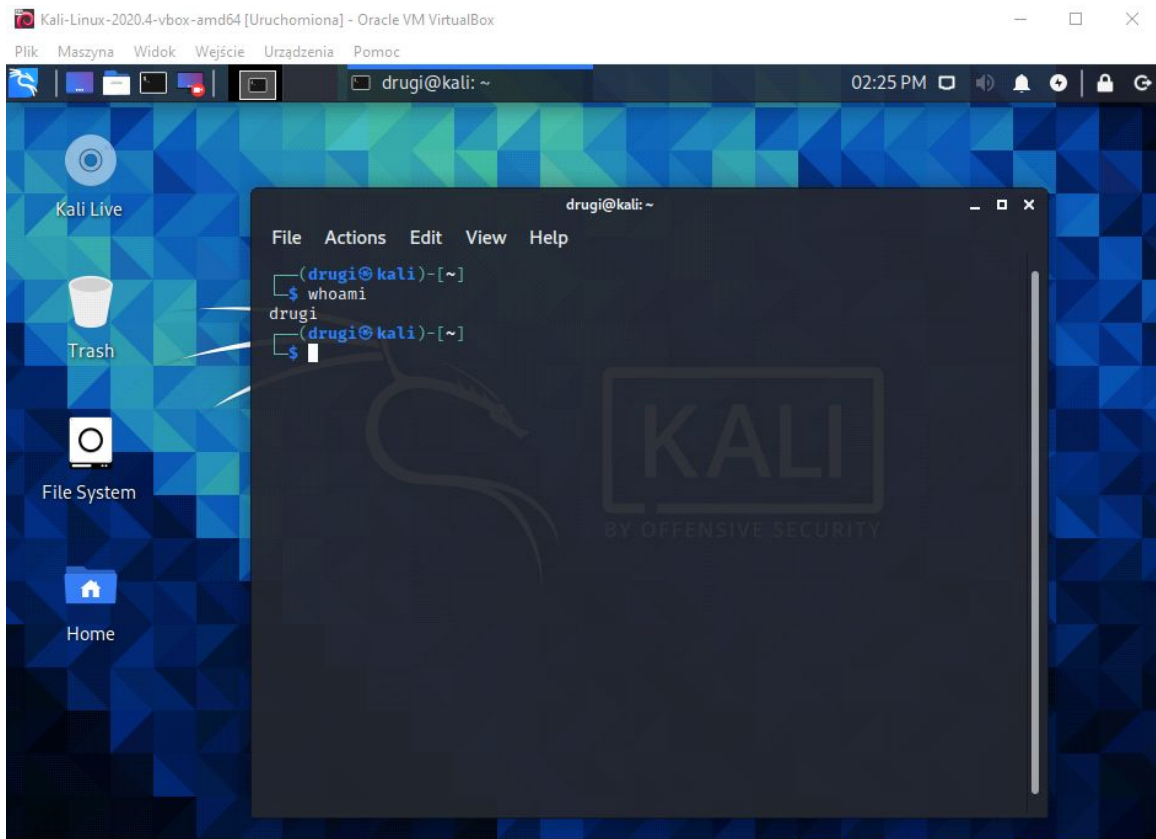 Kali-Linux-2020.4-vbox-amd64 [Uruchomiona] - Oracle VM VirtualBox
Plik Maszyna Widok Wejście Urządzenia Pomoc
drugi@kali: ~ 02:25 PM
Kali Live
Trash
File System
Home
drugi@kali: ~
File Actions Edit View Help
┌──(drugi㉿kali)-[~]
└─$ whoami
drugi
┌──(drugi㉿kali)-[~]
└─$
KALI
BY OFFENSIVE SECURITY